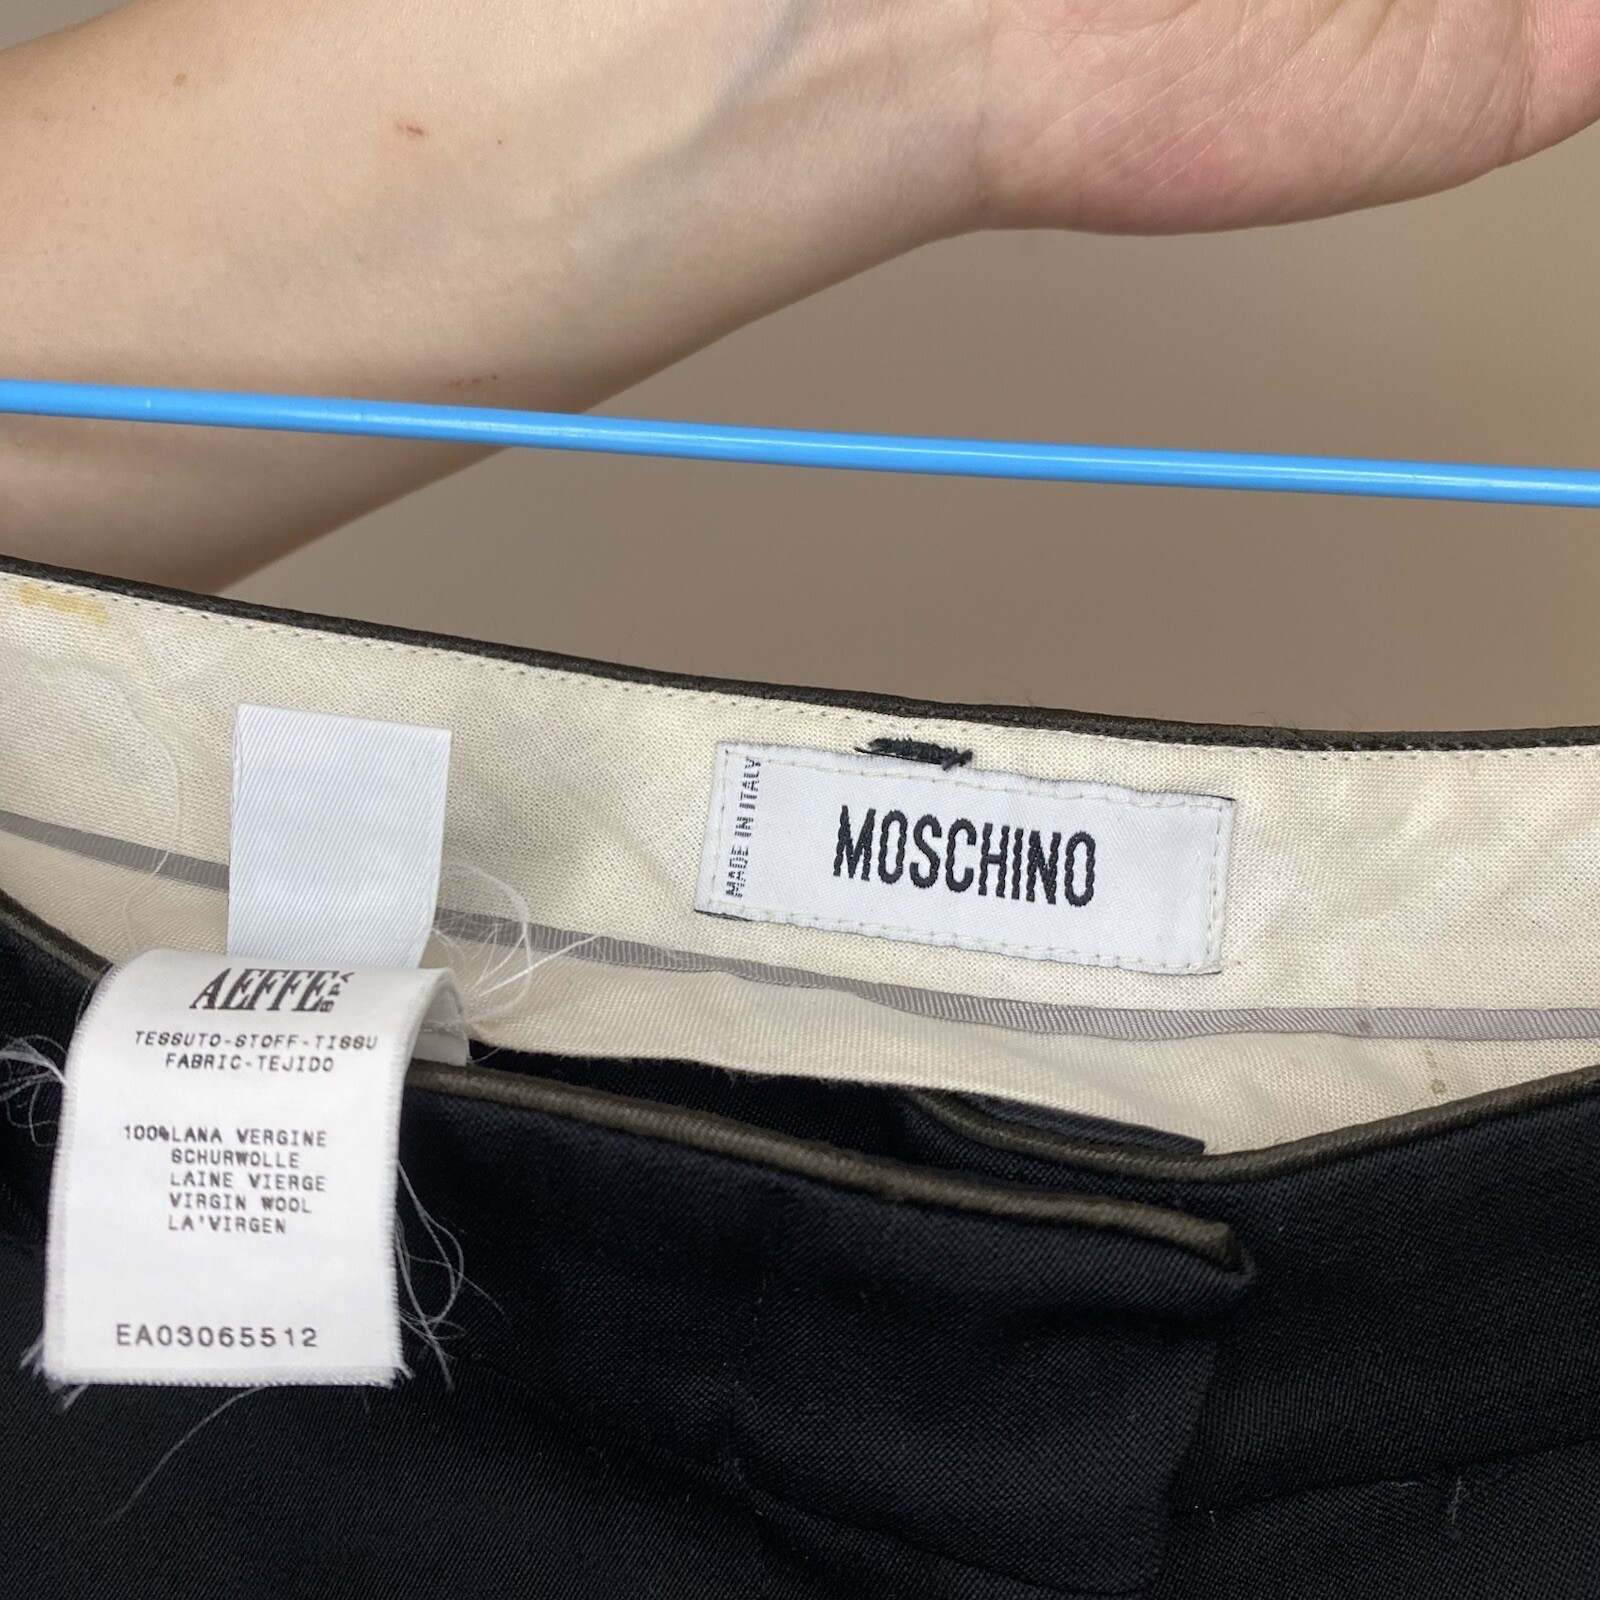 MADE IN ITALY
MOSCHINO
AEFFE SPA
TESSUTO-STOFF-TISSU
FABRIC-TEJIDO
100%LANA VERGINE
SCHURWOLLE
LAINE VIERGE
VIRGIN WOOL
LA'VIRGEN
EA03065512